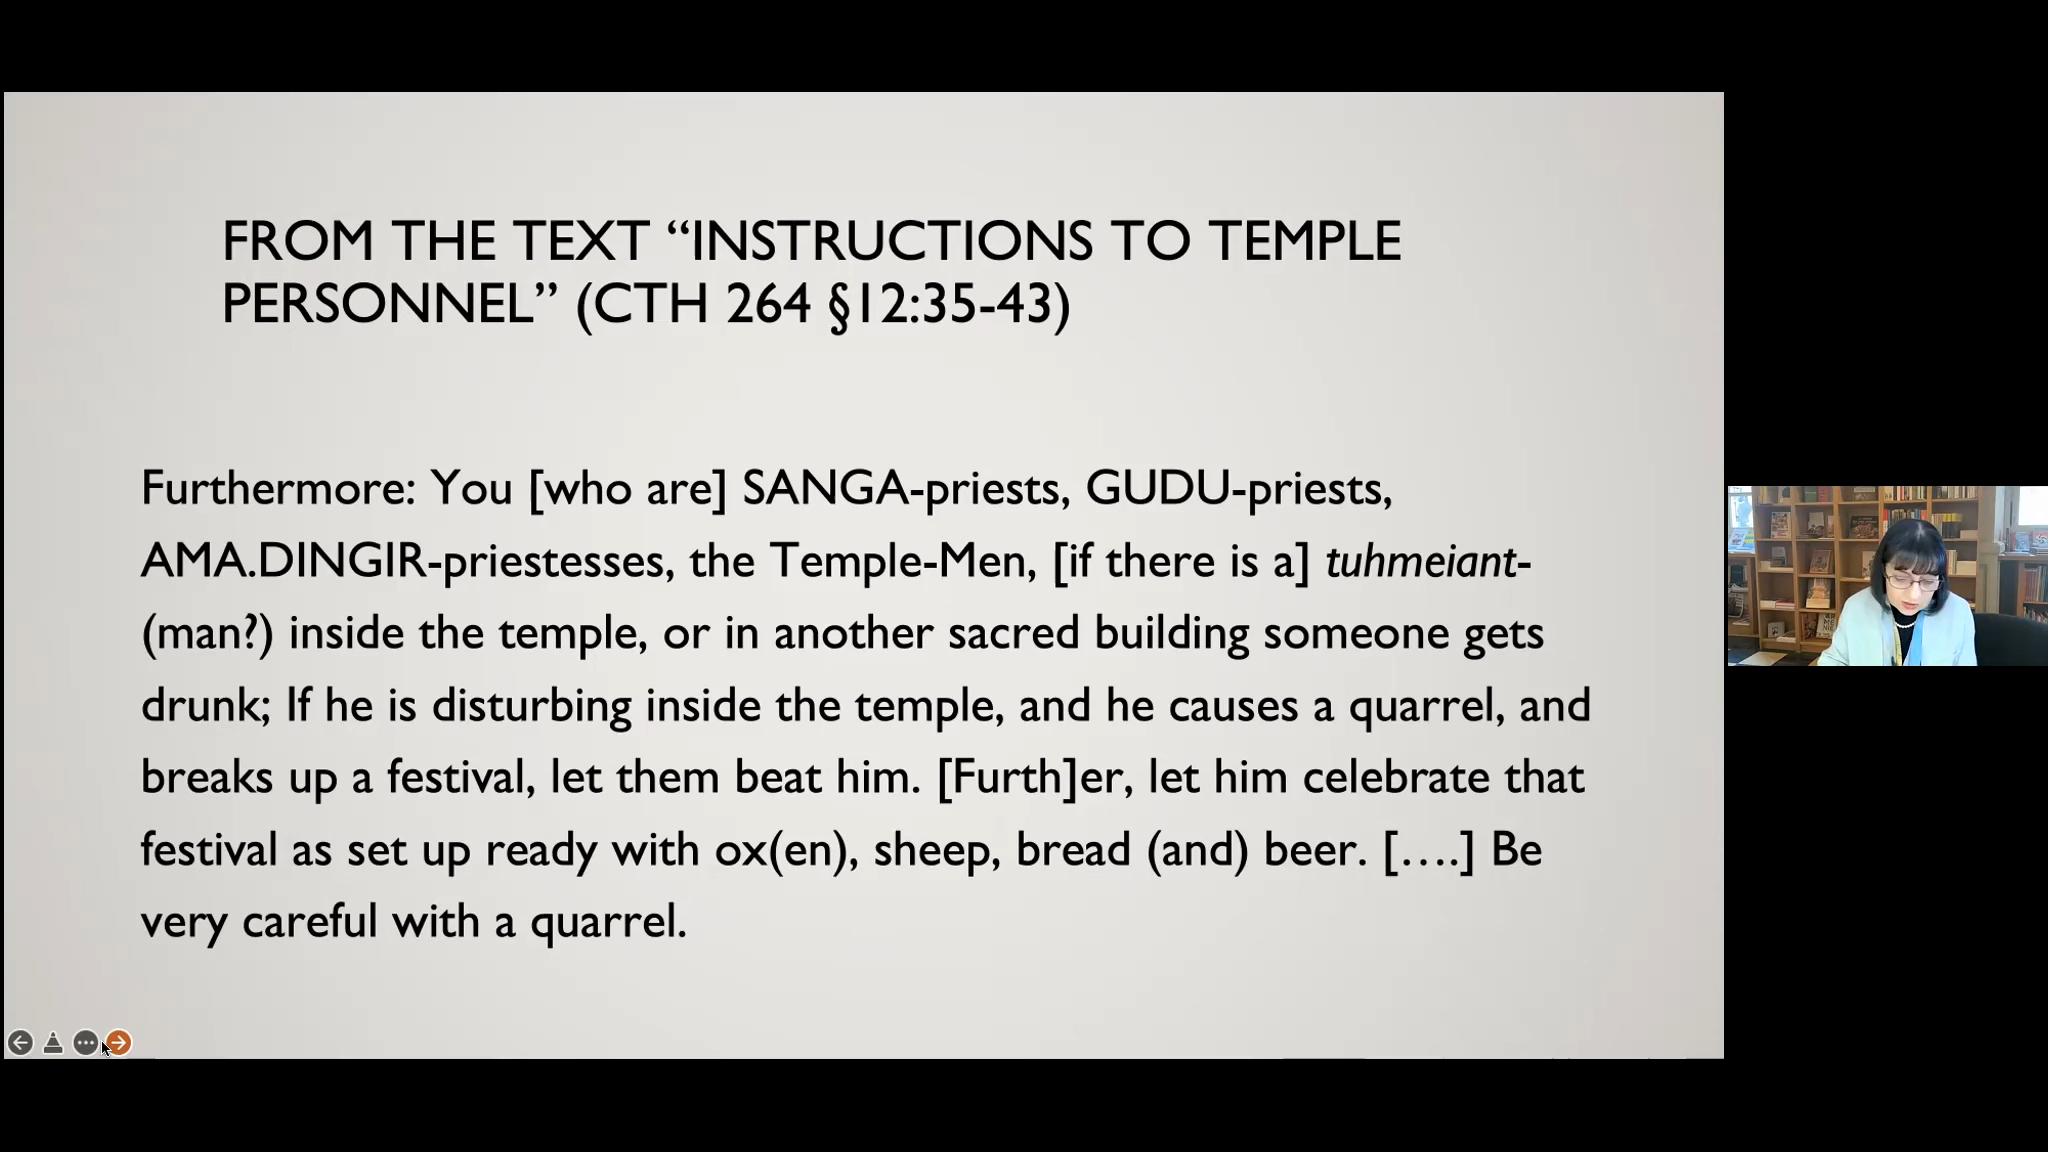 FROM THE TEXT “INSTRUCTIONS TO TEMPLE
PERSONNEL” (CTH 264 §12:35-43)
Furthermore: You [who are] SANGA-priests, GUDU-priests,
AMA.DINGIR-priestesses, the Temple-Men, [if there is a] tuhmeiant-
(man?) inside the temple, or in another sacred building someone gets
drunk; If he is disturbing inside the temple, and he causes a quarrel, and
breaks up a festival, let them beat him. [Furth]er, let him celebrate that
festival as set up ready with ox(en), sheep, bread (and) beer. [….] Be
very careful with a quarrel.